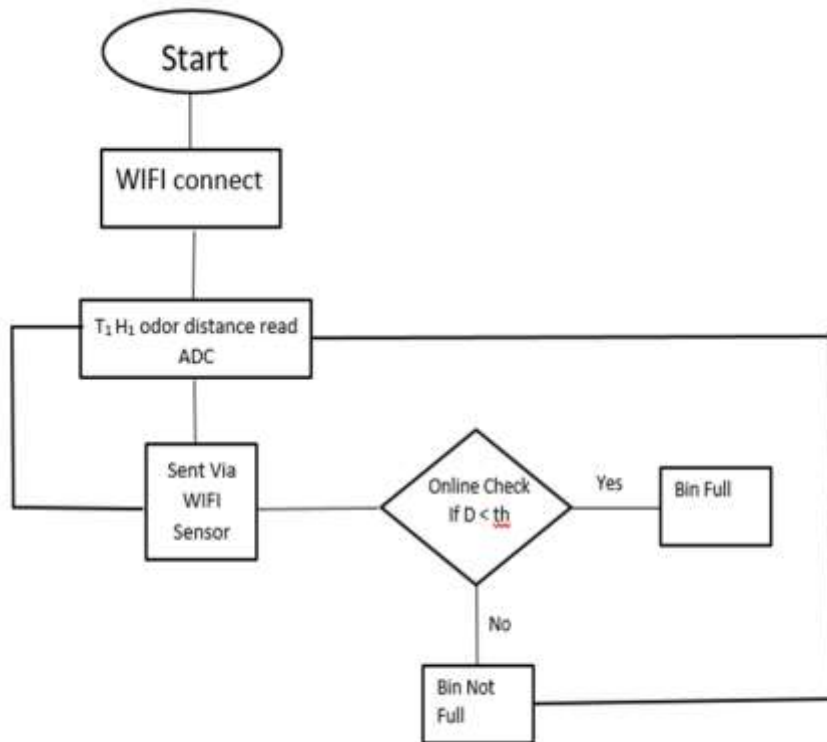 Start
WIFI connect
T₁ H₁ odor distance read
ADC
Sent Via
WIFI
Sensor
Online Check
If D < th
Yes
Bin Full
No
Bin Not
Full